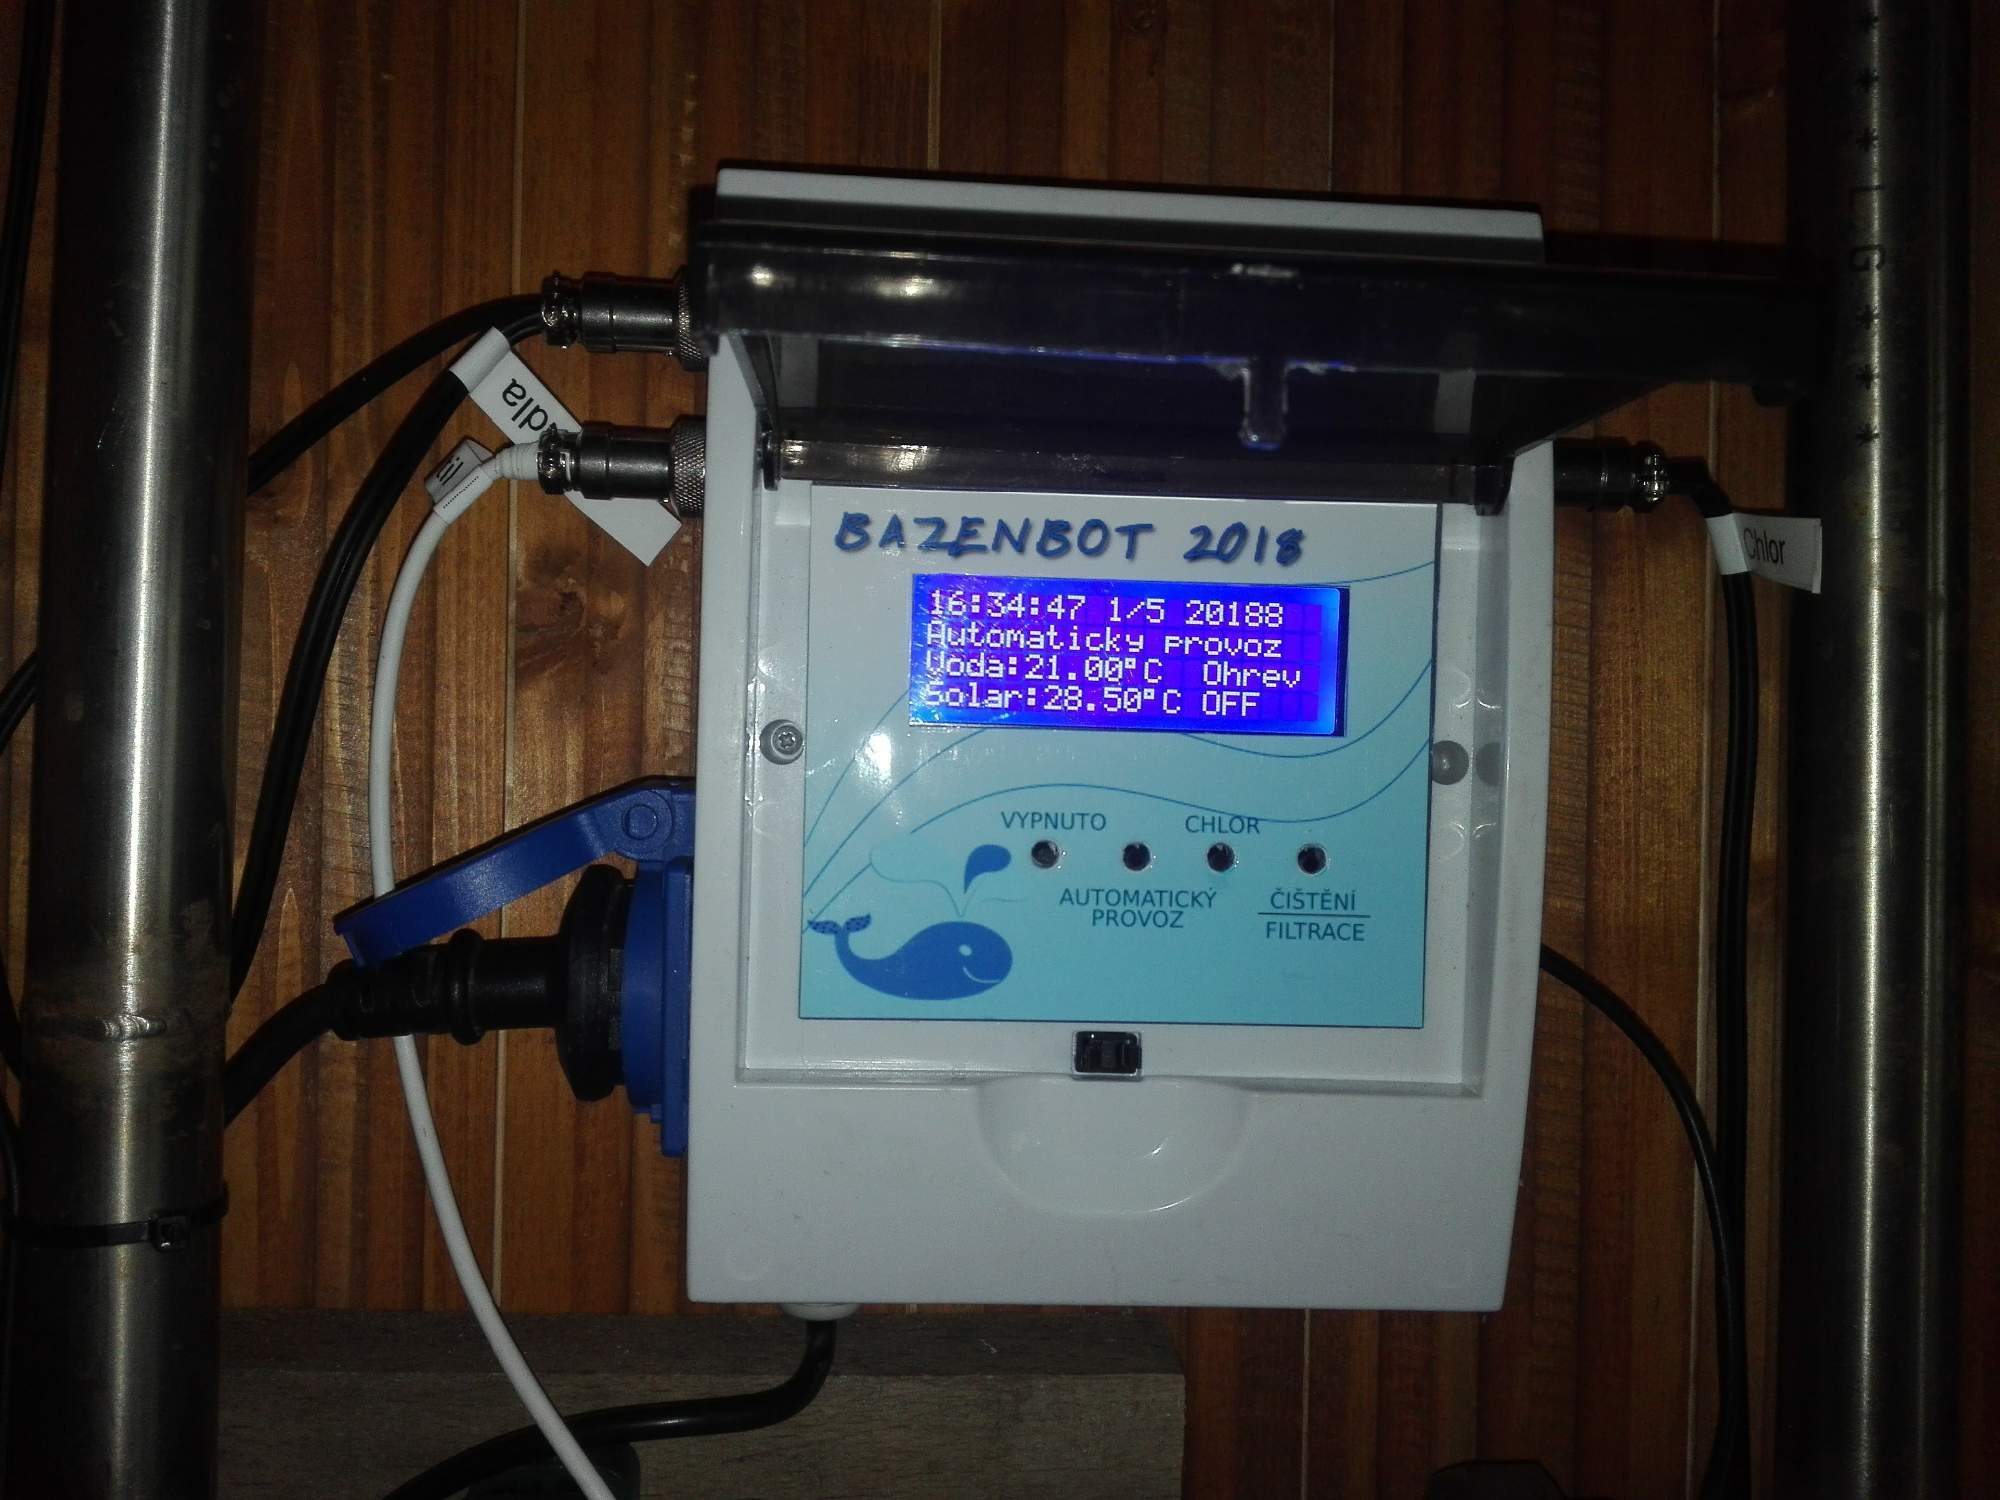 BAZENBOT 2018
16:34:47 1/5 20188
Automaticky provoz
Voda:21.00°C Ohrev
Solar:28.50°C OFF
VYPNUTO
CHLOR
AUTOMATICKÝ
PROVOZ
ČIŠTĚNÍ
FILTRACE
Chlor
* * * L G * * *